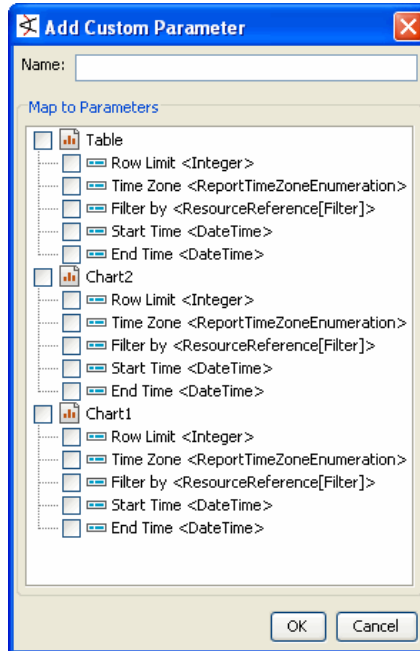 Add Custom Parameter
Name:
Map to Parameters
Table
Row Limit <Integer>
Time Zone <ReportTimeZoneEnumeration>
Filter by <ResourceReference[Filter]>
Start Time <DateTime>
End Time <DateTime>
Chart2
Row Limit <Integer>
Time Zone <ReportTimeZoneEnumeration>
Filter by <ResourceReference[Filter]>
Start Time <DateTime>
End Time <DateTime>
Chart1
Row Limit <Integer>
Time Zone <ReportTimeZoneEnumeration>
Filter by <ResourceReference[Filter]>
Start Time <DateTime>
End Time <DateTime>
OK Cancel